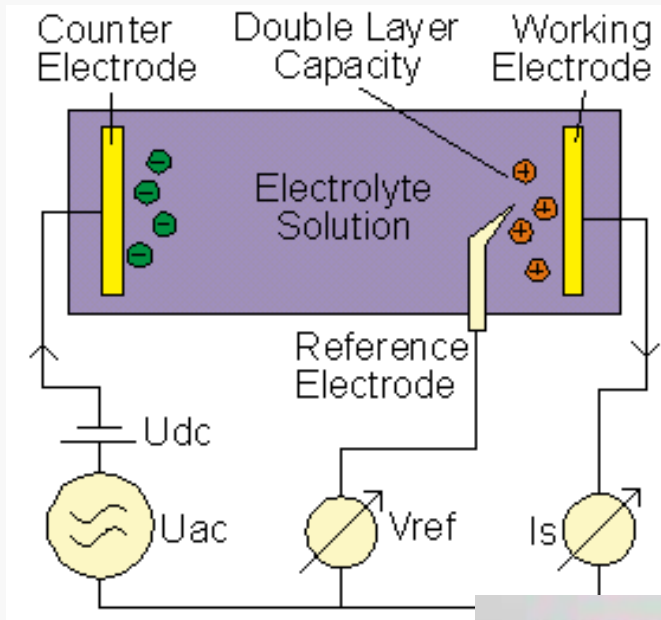 Counter
Electrode
Double Layer
Capacity
Working
Electrode
Electrolyte
Solution
Reference
Electrode
Udc
Uac
Vref
Is